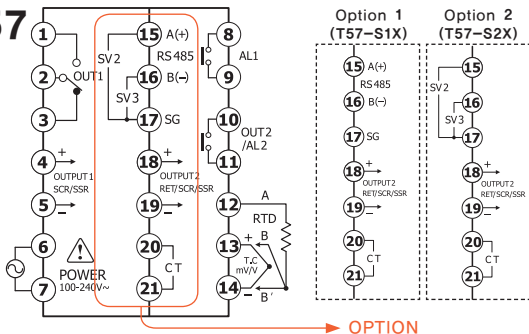 57
1
2
3
OUT1
4
5
+
OUTPUT1
SCR/SSR
−
6
7
POWER
100-240V~
15 A(+)
RS485
16 B(−)
SV2
SV3
17 SG
18 +
OUTPUT2
RET/SCR/SSR
19 −
20
CT
21
8
AL1
9
10
OUT2
/AL2
11
12 A
RTD
13 + B
T.C
mV/V
14 − B'
OPTION
Option 1
(T57-S1X)
15 A(+)
RS485
16 B(−)
17 SG
18 +
OUTPUT2
RET/SCR/SSR
19 −
20
CT
21
Option 2
(T57-S2X)
15
SV2
16
SV3
17
18 +
OUTPUT2
RET/SCR/SSR
19 −
20
CT
21